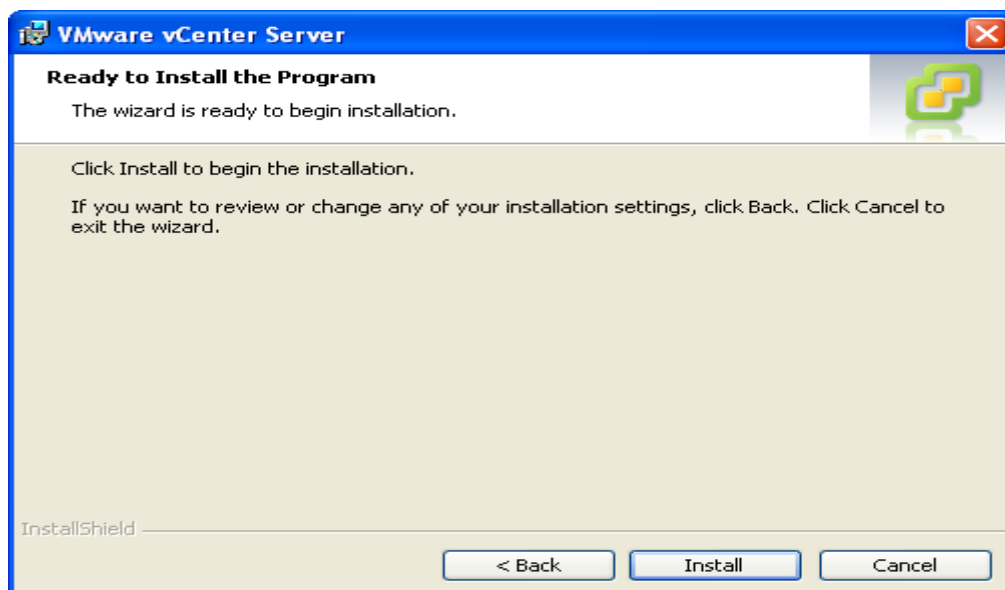 VMware vCenter Server
Ready to Install the Program
The wizard is ready to begin installation.
Click Install to begin the installation.
If you want to review or change any of your installation settings, click Back. Click Cancel to
exit the wizard.
InstallShield
< Back
Install
Cancel